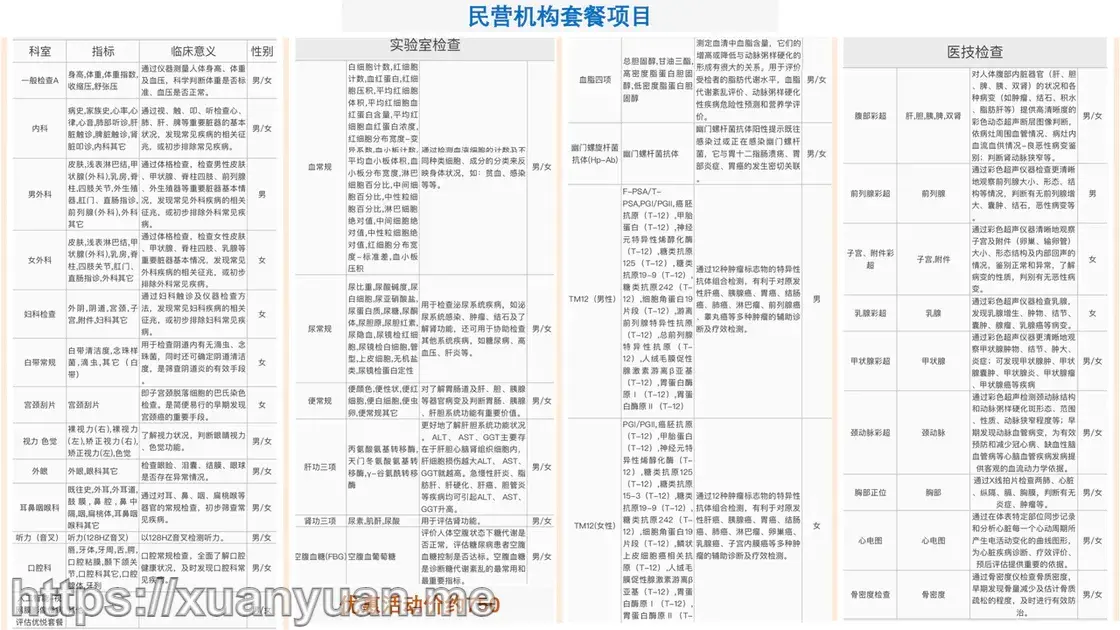 民营机构套餐项目
科室 指标 临床意义 性别
一般检查A
身高,体重,体重指数,
收缩压,舒张压
通过仪器测量人体身高、体重
及血压，科学判断体重是否标
准、血压是否正常。
男/女
内科
病史,家族史,心率,心
律,心音,肺部听诊,肝
脏触诊,脾脏触诊,肾
脏叩诊,内科其它
通过视、触、叩、听检查心、
肺、肝、脾等重要脏器的基本
状况、发现常见疾病的相关征
兆，或初步排除常见疾病。
男/女
男外科
皮肤,浅表淋巴结,甲
状腺(外科),乳房,脊
柱,四肢关节,外生殖
器,肛门、直肠指诊,
前列腺(外科),外科
其它
通过体格检查，检查男性皮肤
、甲状腺、脊柱四肢、前列腺
、外生殖器等重要脏器基本情
况，发现常见外科疾病的相关
征兆，或初步排除外科常见疾
病。
男
女外科
皮肤,浅表淋巴结,甲
状腺(外科),乳房,脊
柱,四肢关节,肛门、
直肠指诊,外科其它
通过体格检查，检查女性皮肤
、甲状腺、脊柱四肢、乳腺等
重要脏器基本情况、发现常见
外科疾病的相关征兆，或初步
排除外科常见疾病。
女
妇科检查
外阴,阴道,宫颈,子
宫,附件,妇科其它
通过妇科触诊及仪器检查方
法，发现常见妇科疾病的相关
征兆，或初步排除妇科常见疾
病。
女
白带常规
白带清洁度,念珠样
菌,滴虫,其它（白
带）
用于检查阴道内有无滴虫、念
珠菌，同时还可确定阴道清洁
度，是筛查阴道炎的有效手段
。
女
宫颈刮片
宫颈刮片
即子宫颈脱落细胞的巴氏染色
检查。是简便易行的早期发现
宫颈癌的重要手段。
女
视力 色觉
裸视力(右),裸视力
(左),矫正视力(右),
矫正视力(左),色觉
了解视力状况，判断眼睛视力
、色觉功能。
男/女
外眼
外眼,眼科其它
检查眼睑、泪囊、结膜、眼球
是否存在异常情况。
男/女
耳鼻咽喉科
既往史,外耳,外耳道,
鼓膜,鼻腔,鼻中
隔,咽,扁桃体,耳鼻咽
喉科其它
通过对耳、鼻、咽、扁桃喉等
器官的常规检查，初步筛查常
见疾病。
男/女
听力（音叉）
听力(128HZ音叉)
以128HZ音叉检测听力。
男/女
口腔科
唇,牙体,牙周,舌,腭,
口腔粘膜,颞下颌关
节,口腔科其它,口腔
腺体,牙列
口腔常规检查，全面了解口腔
健康状况，及时发现口腔科常
见
男/女
评估优悦套餐
实验室检查
血常规
白细胞计数,红细胞
计数,血红蛋白,红细
胞压积,平均红细胞
体积,平均红细胞血
红蛋白含量,平均红
细胞血红蛋白浓度,
红细胞分布宽度-变
平均血小板体积,血
小板分布宽度,淋巴
细胞百分比,中间细
胞百分比,中性粒细
胞百分比,淋巴细胞
绝对值,中间细胞绝
对值,中性粒细胞绝
对值,红细胞分布宽
度-标准差,血小板
压积
通过检测血液细胞的计数及不
同种类细胞、成分的分类来反
映身体状况，如：贫血、感染
等等。
男/女
尿常规
尿比重,尿酸碱度,尿
白细胞,尿亚硝酸盐,
尿蛋白质,尿糖,尿酮
体,尿胆原,尿胆红素,
尿隐血,尿镜检红细
胞,尿镜检白细胞,管
型,上皮细胞,无机盐
类,尿镜检蛋白定性
用于检查泌尿系统疾病，如泌
尿系统感染、肿瘤、结石及了
解肾功能，还可用于协助检查
其他系统疾病，如糖尿病、高
血压、肝炎等。
男/女
便常规
便颜色,便性状,便红
细胞,便白细胞,便虫
卵,便常规其它
对了解胃肠道及肝、胆、胰腺
等器官病变及判断胃肠、胰腺
、肝胆系统功能有重要价值。
男/女
肝功三项
丙氨酸氨基转移酶,
天门冬氨酸氨基转
移酶,γ-谷氨酰转移
酶
更好地了解肝胆系统功能状况
。ALT、AST、GGT主要存
在于肝胆心脑肾组织细胞内，
肝细胞损伤越大ALT、AST、
GGT就越高。急慢性肝炎、脂
肪肝、肝硬化、肝癌、胆管炎
等疾病均可引起ALT、AST、
GGT升高。
男/女
肾功三项
尿素,肌酐,尿酸
用于评估肾功能。
男/女
空腹血糖(FBG)
空腹血葡萄糖
评价人体空腹状态下糖代谢是
否正常，评估糖尿病患者空腹
血糖控制是否达标。空腹血糖
是诊断糖代谢紊乱的最常用和
最重要指标。
男/女
优惠活动价约750
血脂四项
总胆固醇,甘油三酯,
高密度脂蛋白胆固
醇,低密度脂蛋白胆
固醇
测定血清中血脂含量，它们的
增高或降低与动脉粥样硬化的
形成有很大的关系。用于评价
受检者的脂肪代谢水平，血脂
代谢紊乱评价、动脉粥样硬化
性疾病危险性预测和营养学评
价。
男/女
幽门螺旋杆菌
抗体(Hp-Ab)
幽门螺杆菌抗体
幽门螺杆菌抗体阳性提示既往
感染过或正在感染幽门螺杆
菌，它与胃十二指肠溃疡、胃
部炎症、胃癌的发生密切关联
。
男/女
TM12（男性）
F-PSA/T-
PSA,PGI/PGII,癌胚
抗原（T-12）,甲胎
蛋白（T-12）,神经
元特异性烯醇化酶
（T-12）,糖类抗原
125（T-12）,糖类
抗原19-9（T-12）,
糖类抗原242（T-
12）,细胞角蛋白19
片段（T-12）,游离
前列腺特异性抗原
（T-12）,总前列腺
特异性抗原（T-
12）,人绒毛膜促性
腺激素游离β亚基
（T-12）,胃蛋白酶
原Ⅰ（T-12）,胃蛋
白酶原Ⅱ（T-12）
通过12种肿瘤标志物的特异性
抗体组合检测，有利于对原发
性肝癌、胰腺癌、胃癌、结肠
癌、肺癌、淋巴瘤、前列腺癌
、睾丸癌等多种肿瘤的辅助诊
断及疗效检测。
男
TM12(女性)
PGI/PGII,癌胚抗原
（T-12）,甲胎蛋白
（T-12）,神经元特
异性烯醇化酶（T-
12）,糖类抗原125
（T-12）,糖类抗原
15-3（T-12）,糖类
抗原19-9（T-12）,
糖类抗原242（T-
12）,细胞角蛋白19
片段（T-12）,鳞状
上皮细胞癌相关抗
原（T-12）,人绒毛
膜促性腺激素游离β
亚基（T-12）,胃蛋
白酶原Ⅰ（T-12）,
胃蛋白酶原Ⅱ（T-
通过12种肿瘤标志物的特异性
抗体组合检测，有利于对原发
性肝癌、胰腺癌、胃癌、结肠
癌、肺癌、淋巴瘤、卵巢癌、
乳腺癌、子宫内膜癌等多种肿
瘤的辅助诊断及疗效检测。
女
医技检查
腹部彩超
肝,胆,胰,脾,双肾
对人体腹部内脏器官（肝、胆
、脾、胰、双肾）的状况和各
种病变（如肿瘤、结石、积水
、脂肪肝等）提供高清晰度的
彩色动态超声断层图像判断，
依病灶周围血管情况、病灶内
血流血供情况-良恶性病变鉴
别；判断肾动脉狭窄等。
男/女
前列腺彩超
前列腺
通过彩色超声仪器检查更清晰
地观察前列腺大小、形态、结
构等情况，判断有无前列腺增
大、囊肿、结石，恶性病变等
。
男
子宫、附件彩
超
子宫,附件
通过彩色超声仪器清晰地观察
子宫及附件（卵巢、输卵管）
大小、形态结构及内部回声的
情况，鉴别正常和异常，了解
病变的性质，判别有无恶性病
变。
女
乳腺彩超
乳腺
通过彩色超声仪器检查乳腺，
发现乳腺增生、肿物、结节、
囊肿、腺瘤、乳腺癌等病变。
女
甲状腺彩超
甲状腺
通过彩色超声仪器更清晰地观
察甲状腺肿物、结节、肿大、
炎症；可发现甲状腺肿、甲状
腺囊肿、甲状腺炎、甲状腺瘤
、甲状腺癌等疾病
男/女
颈动脉彩超
颈动脉
通过彩色超声检测颈动脉结构
和动脉粥样硬化斑形态、范围
、性质、动脉狭窄程度等；早
期发现动脉血管病变，为有效
预防和减少冠心病、缺血性脑
血管病等心脑血管疾病发病提
供客观的血流动力学依据。
男/女
胸部正位
胸部
通过X线拍片检查两肺、心脏
、纵隔、膈、胸膜，判断有无
炎症、肿瘤等。
男/女
心电图
心电图
通过在体表特定部位同步记录
和分析心脏每一个心动周期所
产生电活动变化的曲线图形，
为心脏疾病诊断、疗效评价、
预后评估提供重要的依据。
男/女
骨密度检查
骨密度
通过骨密度仪检查骨质密度，
早期发现骨量减少及估计骨质
疏松的程度，及时进行有效防
治。
男/女
https://xuanyuan.me